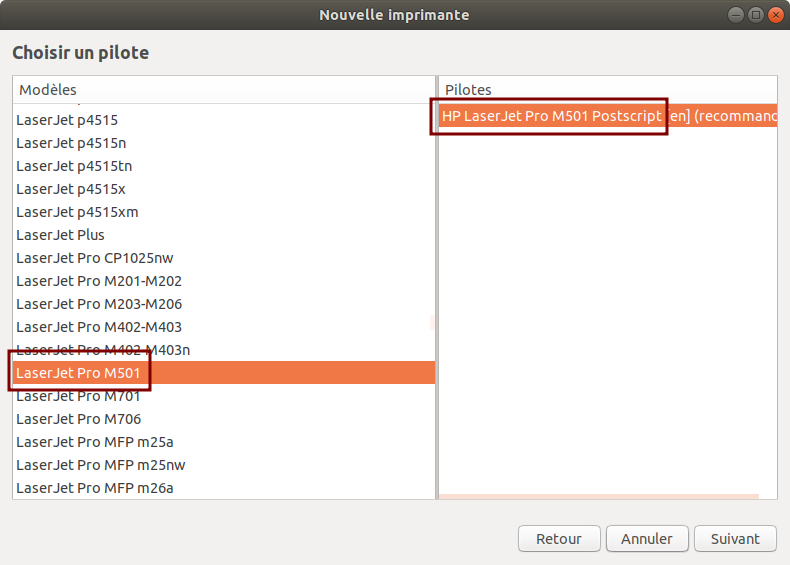 Nouvelle imprimante
Choisir un pilote
Modèles
LaserJet p4515
LaserJet p4515n
LaserJet p4515tn
LaserJet p4515x
LaserJet p4515xm
LaserJet Plus
LaserJet Pro CP1025nw
LaserJet Pro M201-M202
LaserJet Pro M203-M206
LaserJet Pro M402-M403
LaserJet Pro M402-M403n
LaserJet Pro M501
LaserJet Pro M701
LaserJet Pro M706
LaserJet Pro MFP m25a
LaserJet Pro MFP m25nw
LaserJet Pro MFP m26a
Pilotes
HP LaserJet Pro M501 Postscript [en] (recommanc
Retour
Annuler
Suivant